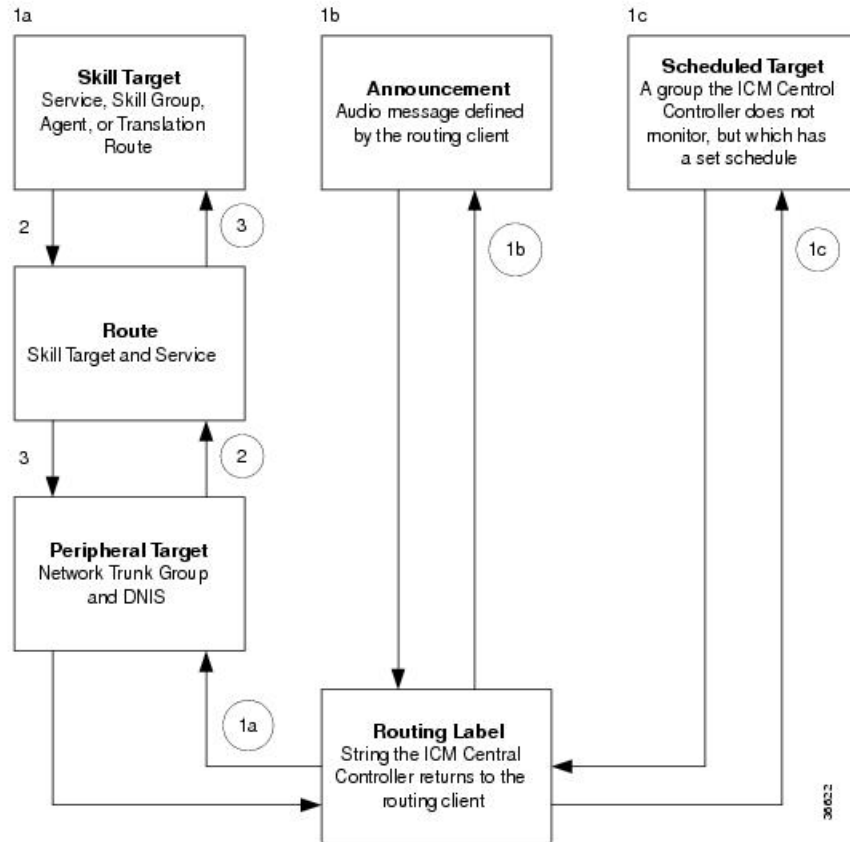 1a
1b
1c
Skill Target
Service, Skill Group,
Agent, or Translation
Route
Announcement
Audio message defined
by the routing client
Scheduled Target
A group the ICM Centrol
Controller does not
monitor, but which has
a set schedule
2
3
1b
1c
Route
Skill Target and Service
3
2
Peripheral Target
Network Trunk Group
and DNIS
1a
Routing Label
String the ICM Central
Controller returns to the
routing client
36622